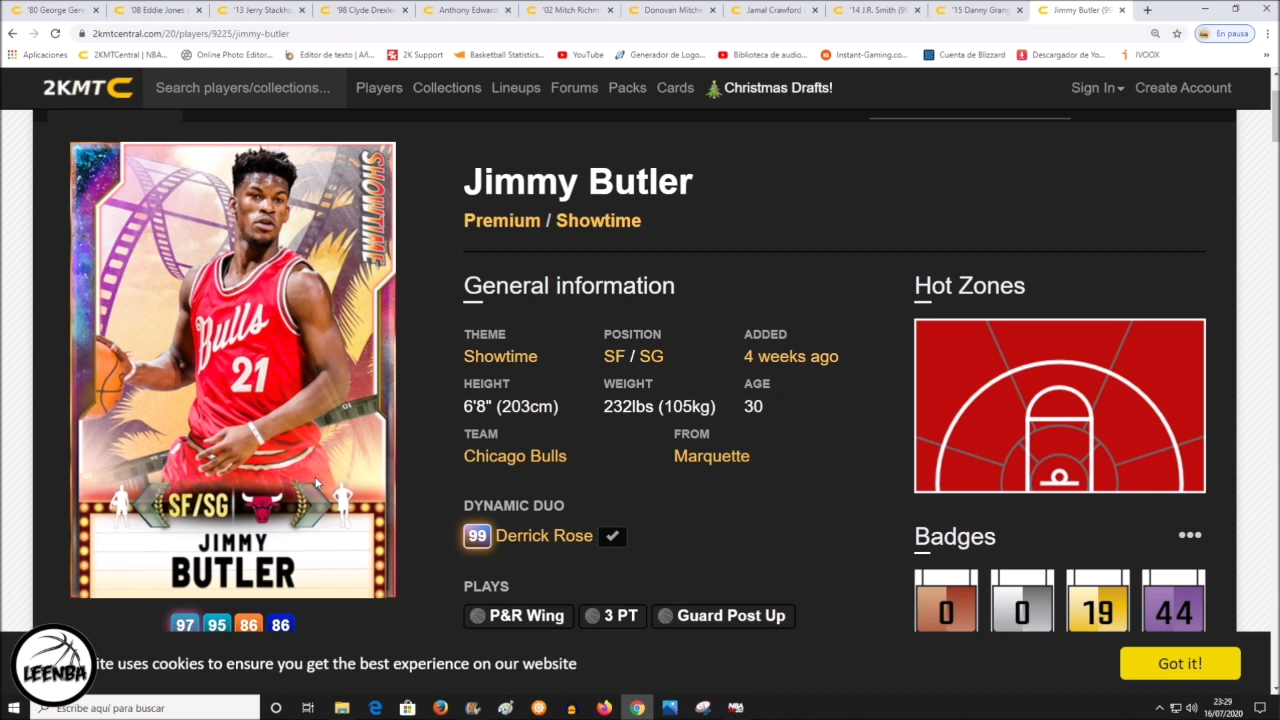 '80 George Gen
'08 Eddie Jones
'13 Jerry Stackho
'98 Clyde Drexle
Anthony Edward
'02 Mitch Richm
Donovan Mitche
Jamal Crawford
'14 J.R. Smith (9
'15 Danny Grang
Jimmy Butler (99
2kmtcentral.com/20/players/9225/jimmy-butler
En pausa
Aplicaciones
2KMTCentral | NBA...
Online Photo Editor...
Editor de texto | Añ...
2K Support
Basketball Statistics...
YouTube
Generador de Logo...
Biblioteca de audio...
Instant-Gaming.co...
Cuenta de Blizzard
Descargador de Yo...
IVOOX
2KMTC
Search players/collections...
Players
Collections
Lineups
Forums
Packs
Cards
Christmas Drafts!
Sign In
Create Account
SHOWTIME
Bulls
21
SF/SG
JIMMY
BUTLER
97 95 86 86
Jimmy Butler
Premium / Showtime
General information
THEME
POSITION
ADDED
Showtime
SF / SG
4 weeks ago
HEIGHT
WEIGHT
AGE
6'8" (203cm)
232lbs (105kg)
30
TEAM
FROM
Chicago Bulls
Marquette
DYNAMIC DUO
99 Derrick Rose
PLAYS
P&R Wing
3 PT
Guard Post Up
Hot Zones
Badges
0
0
19
44
ite uses cookies to ensure you get the best experience on our website
Got it!
LEENBA
Escribe aquí para buscar
23:29
16/07/2020